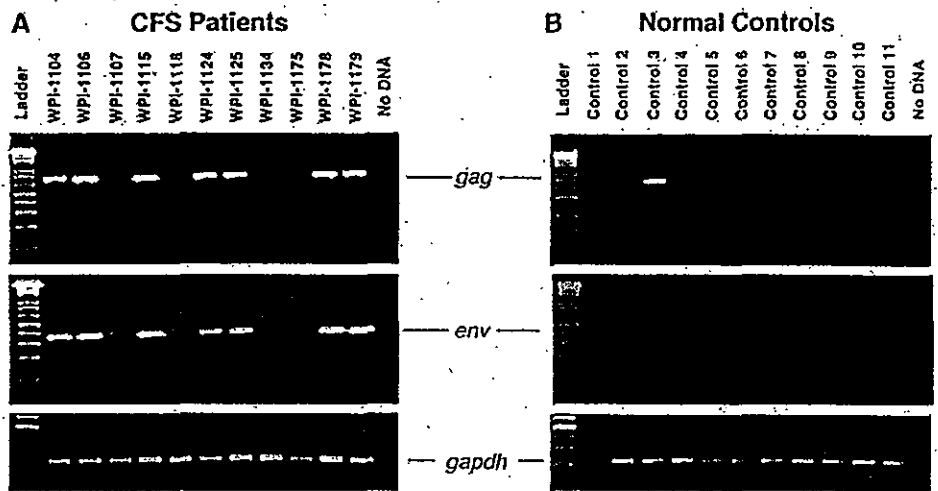 A CFS Patients
Ladder
WPI-1104
WPI-1106
WPI-1107
WPI-1115
WPI-1118
WPI-1124
WPI-1125
WPI-1134
WPI-1175
WPI-1178
WPI-1179
No DNA
B Normal Controls
Ladder
Control 1
Control 2
Control 3
Control 4
Control 5
Control 6
Control 7
Control 8
Control 9
Control 10
Control 11
No DNA
gag
env
gapdh